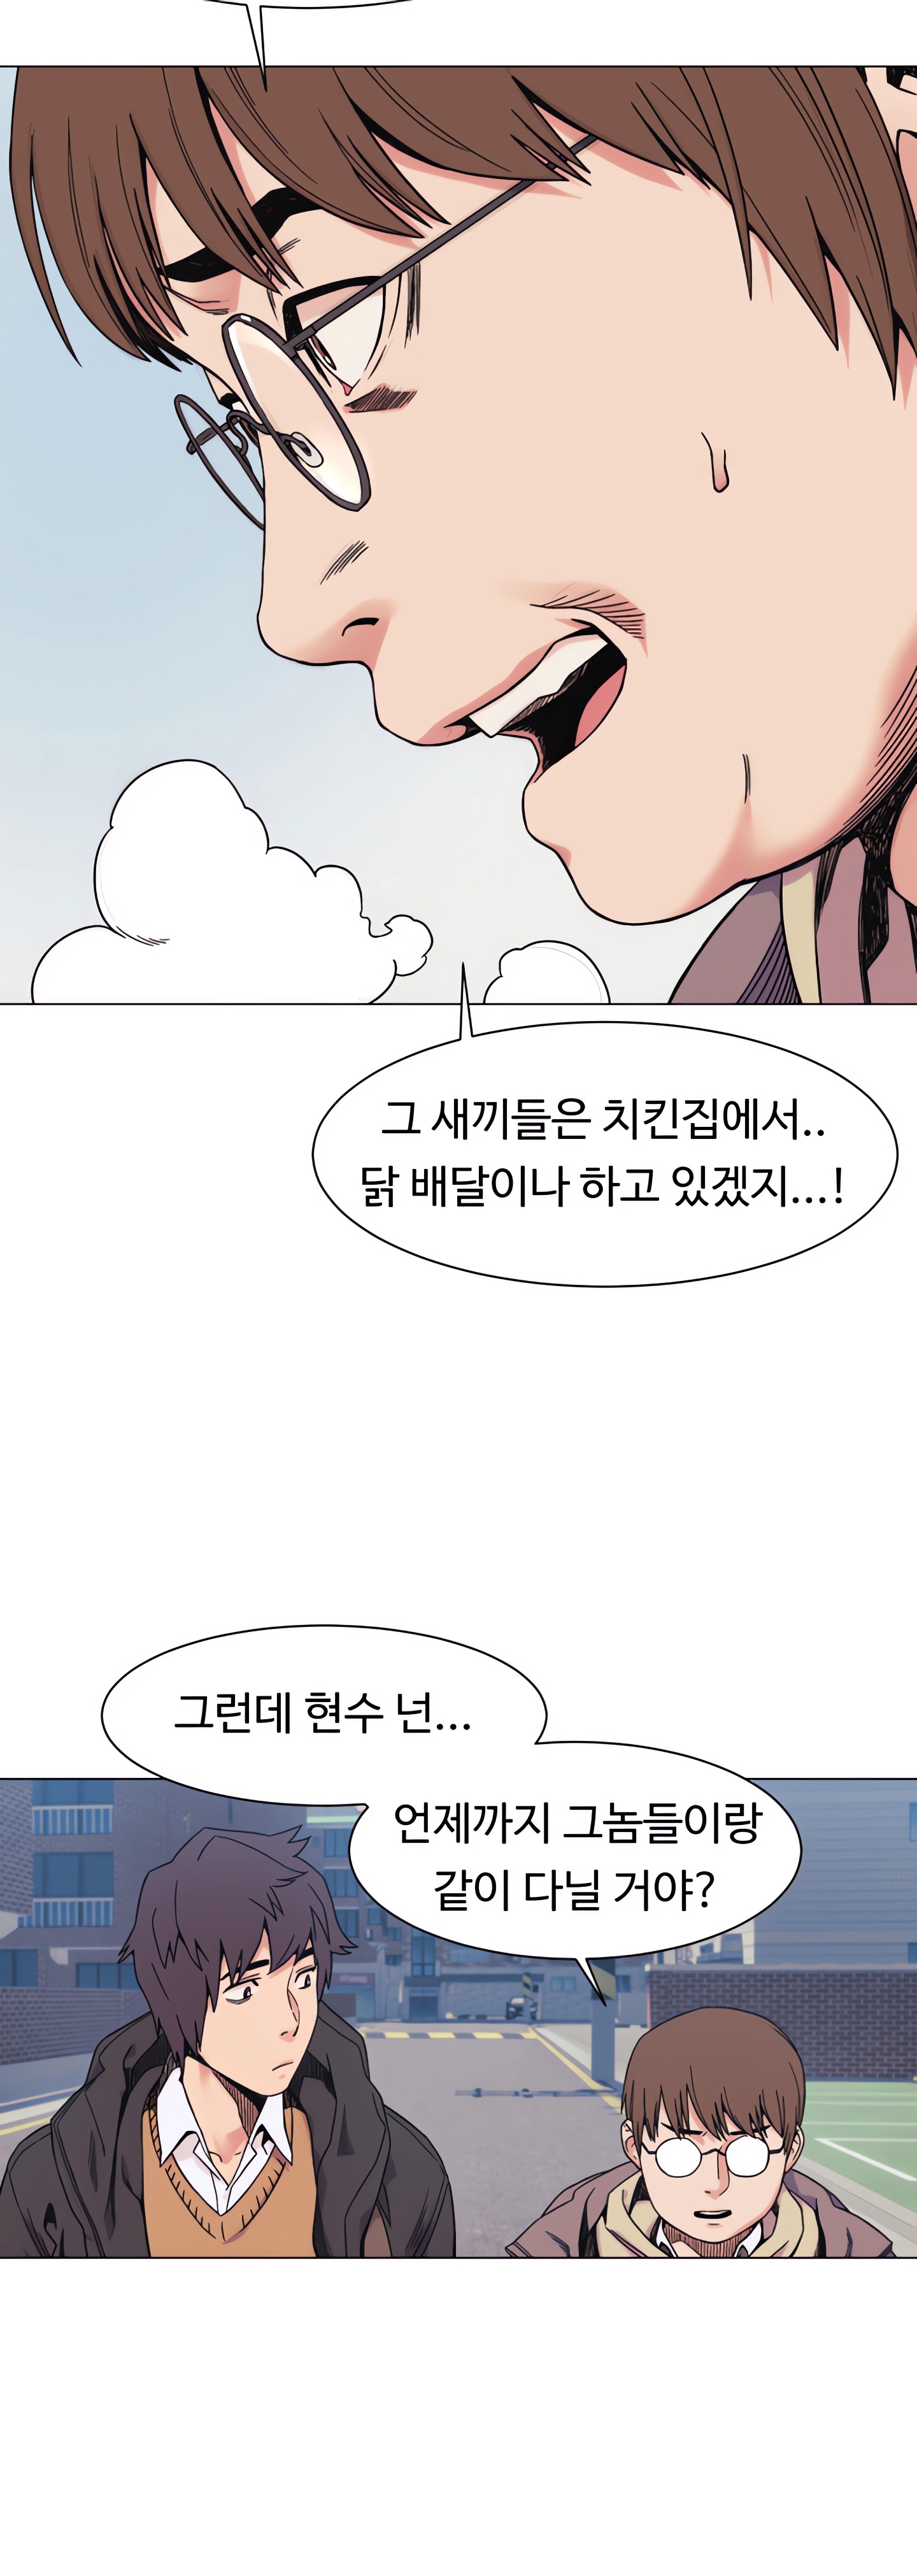 그 새끼들은 치킨집에서..
닭 배달이나 하고 있겠지...!
그런데 현수 넌...
언제까지 그놈들이랑
같이 다닐 거야?